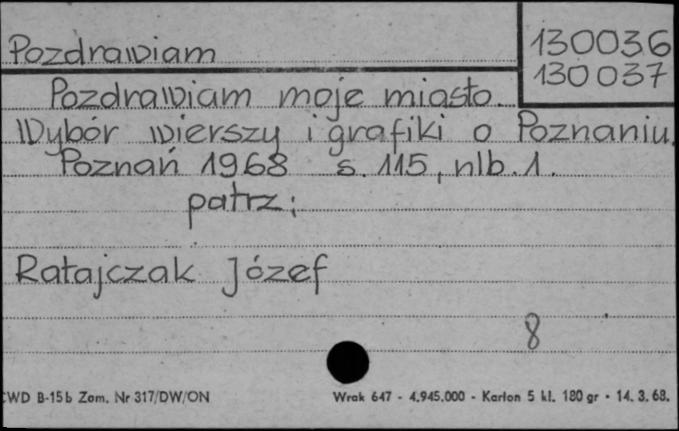 Pozdrawiam
130036
130037
Pozdrawiam moje miasto.
Wybór wierszy i grafiki o Poznaniu.
Poznań 1968 s. 115, nlb. 1.
patrz:
Ratajczak Józef
8
CWD B-15b Zam. Nr 317/DW/ON
Wrak 647 - 4.945.000 - Karton 5 kl. 180 gr - 14. 3. 68.